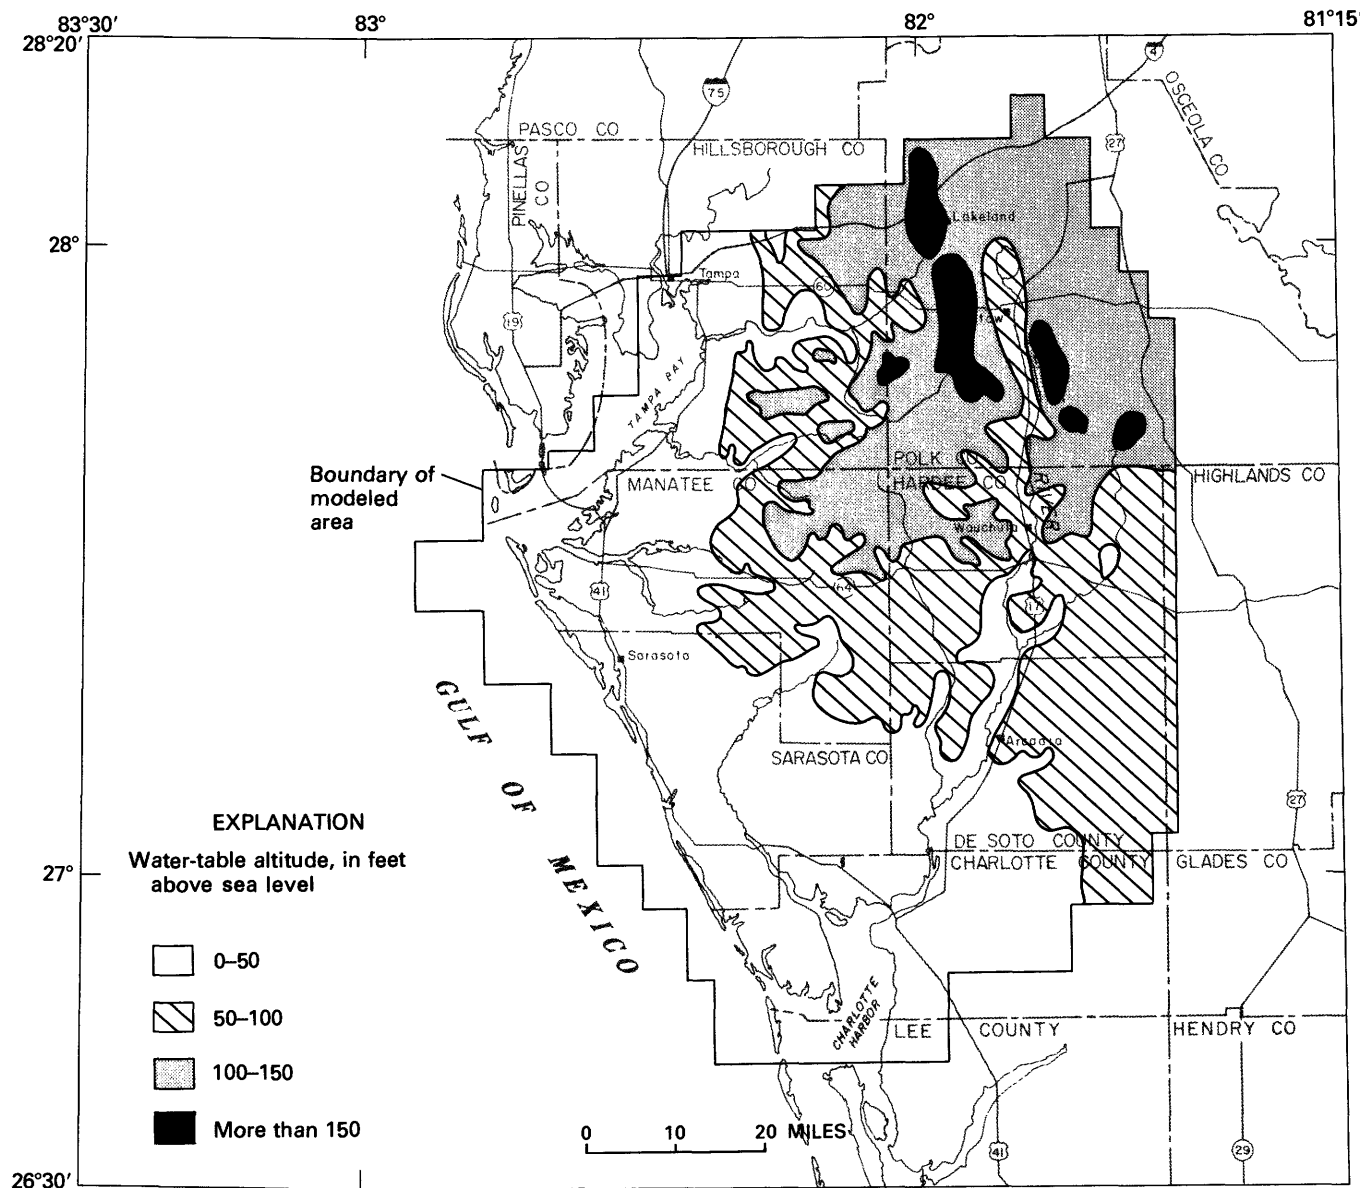 83°30′
83°
82°
81°15′
28°20′
4
75
OSCEOLA CO
PASCO CO
27
HILLSBOROUGH CO
PINELLAS
CO
Lakeland
28°
Tampa
60
19
TAMPA BAY
POLK CO
HARDEE CO
RIVER
HIGHLANDS CO
Boundary of
modeled
area
MANATEE CO
Wauchula
41
64
17
Sarasota
GULF OF MEXICO
Arcadia
SARASOTA CO
27
EXPLANATION
Water-table altitude, in feet
above sea level
DE SOTO COUNTY
CHARLOTTE COUNTY
GLADES CO
27°
0–50
50–100
CHARLOTTE
HARBOR
LEE COUNTY
HENDRY CO
100–150
More than 150
0 10 20 MILES
41
29
26°30′